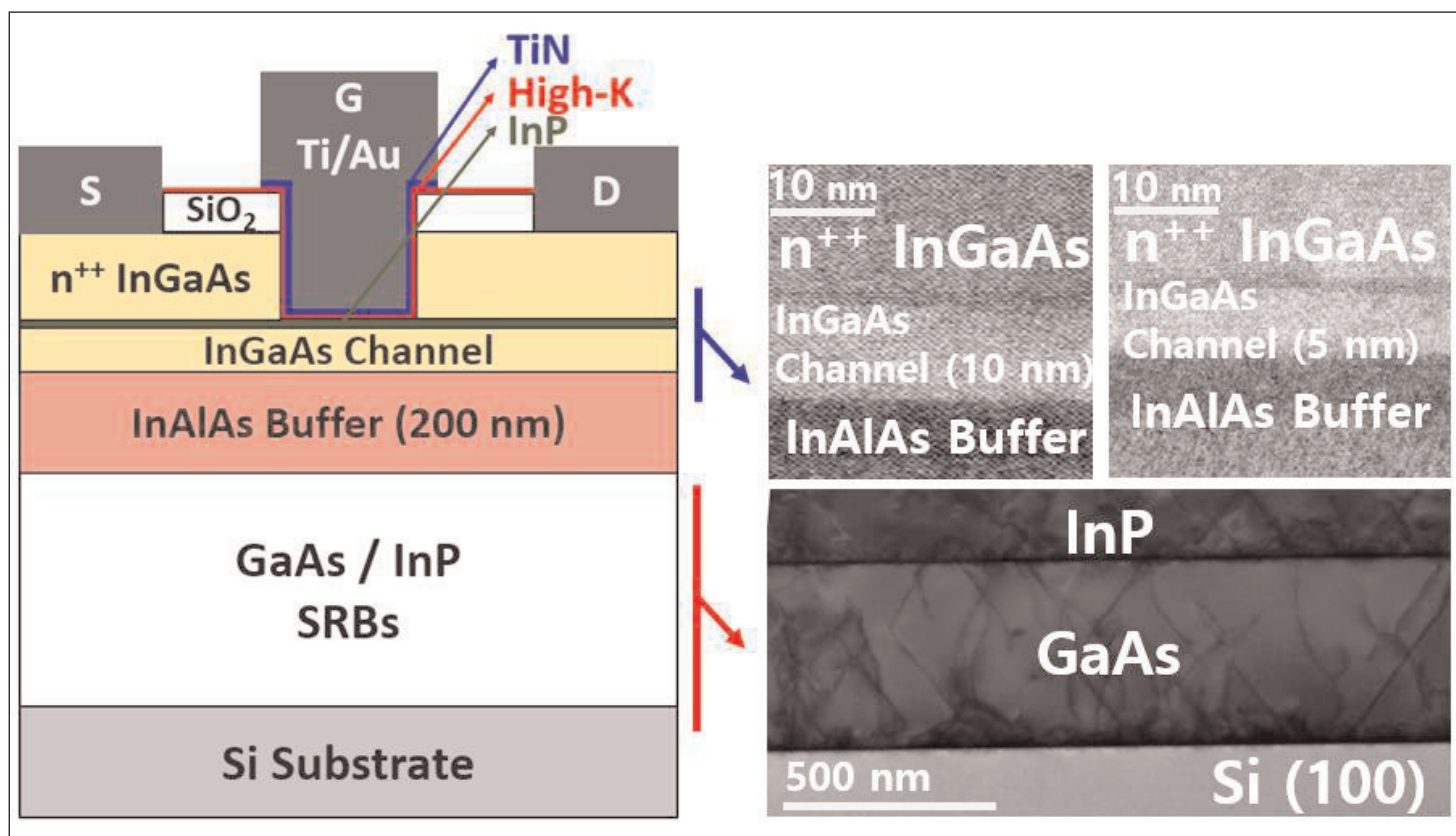 TiN
High-K
InP
G
Ti/Au
S
D
SiO₂
n⁺⁺ InGaAs
InGaAs Channel
InAlAs Buffer (200 nm)
GaAs / InP
SRBs
Si Substrate
10 nm
n⁺⁺ InGaAs
InGaAs
Channel (10 nm)
InAlAs Buffer
10 nm
n⁺⁺ InGaAs
InGaAs
Channel (5 nm)
InAlAs Buffer
InP
GaAs
500 nm
Si (100)